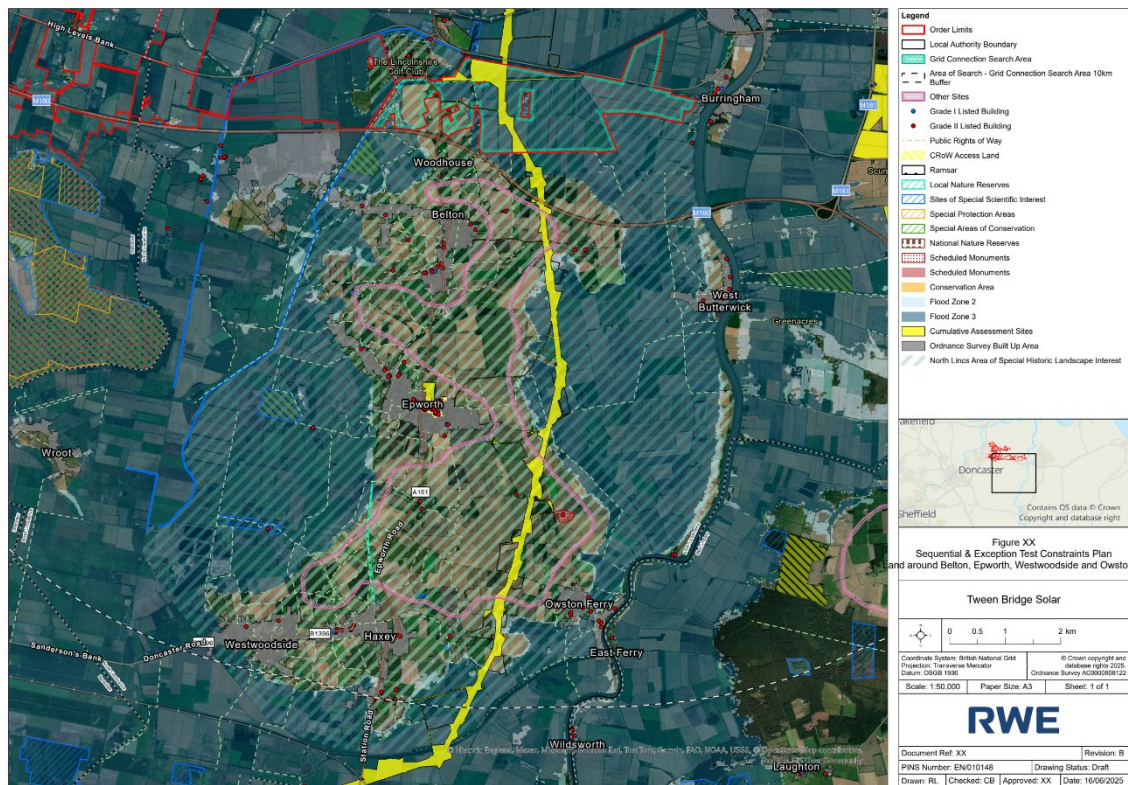 High Levels Bank
The Lincolnshire
Golf Club
M180
Burringham
M181
Woodhouse
M181
M180
Belton
West
Butterwick
Greenacres
Epworth
Wroot
A161
Epworth Road
Owston Ferry
Westwoodside
B1396
Haxey
East Ferry
Sanderson's Bank
Doncaster Road
Station Road
Wildsworth
Laughton
Legend
Order Limits
Local Authority Boundary
Grid Connection Search Area
Area of Search - Grid Connection Search Area 10km
Buffer
Other Sites
Grade I Listed Building
Grade II Listed Building
Public Rights of Way
CRoW Access Land
Ramsar
Local Nature Reserves
Sites of Special Scientific Interest
Special Protection Areas
Special Areas of Conservation
National Nature Reserves
Scheduled Monuments
Scheduled Monuments
Conservation Area
Flood Zone 2
Flood Zone 3
Cumulative Assessment Sites
Ordnance Survey Built Up Area
North Lincs Area of Special Historic Landscape Interest
Doncaster
Sheffield
Contains OS data © Crown
Copyright and database right
Figure XX
Sequential & Exception Test Constraints Plan
Land around Belton, Epworth, Westwoodside and Owsto
Tween Bridge Solar
0 0.5 1 2 km
Coordinate System: British National Grid
Projection: Transverse Mercator
Datum: OSGB 1936
© Crown copyright and
database rights 2025.
Ordnance Survey AC0000808122
Scale: 1:50,000 Paper Size: A3 Sheet: 1 of 1
RWE
Document Ref: XX Revision: B
PINS Number: EN/010148 Drawing Status: Draft
Drawn: RL Checked: CB Approved: XX Date: 16/06/2025